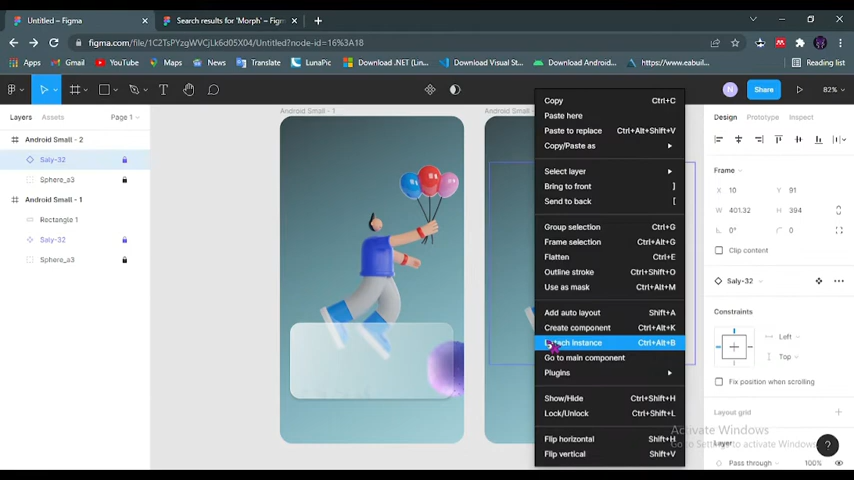 Untitled – Figma
Search results for 'Morph' – Fig
figma.com/file/1C2TsPYzgWVCjLk6d05X04/Untitled?node-id=16%3A18
Apps
Gmail
YouTube
Maps
News
Translate
LunaPic
Download .NET (Lin...
Download Visual Stu...
Download Android...
https://www.eabuil...
Reading list
N
Share
82%
Layers
Assets
Page 1
Design
Prototype
Inspect
Android Small - 2
Saly-32
Sphere_a3
Android Small - 1
Rectangle 1
Saly-32
Sphere_a3
Android Small - 1
Android Small
Copy Ctrl+C
Paste here
Paste to replace Ctrl+Alt+Shift+V
Copy/Paste as
Select layer
Bring to front ]
Send to back [
Group selection Ctrl+G
Frame selection Ctrl+Alt+G
Flatten Ctrl+E
Outline stroke Ctrl+Shift+O
Use as mask Ctrl+Alt+M
Add auto layout Shift+A
Create component Ctrl+Alt+K
Detach instance Ctrl+Alt+B
Go to main component
Plugins
Show/Hide Ctrl+Shift+H
Lock/Unlock Ctrl+Shift+L
Flip horizontal Shift+H
Flip vertical Shift+V
Frame
X 10 Y 91
W 401.32 H 394
0° 0
Clip content
Saly-32
Constraints
Left
Top
Fix position when scrolling
Layout grid
Activate Windows
Go to Settings to activate Windows.
Layer
Pass through 100%
?